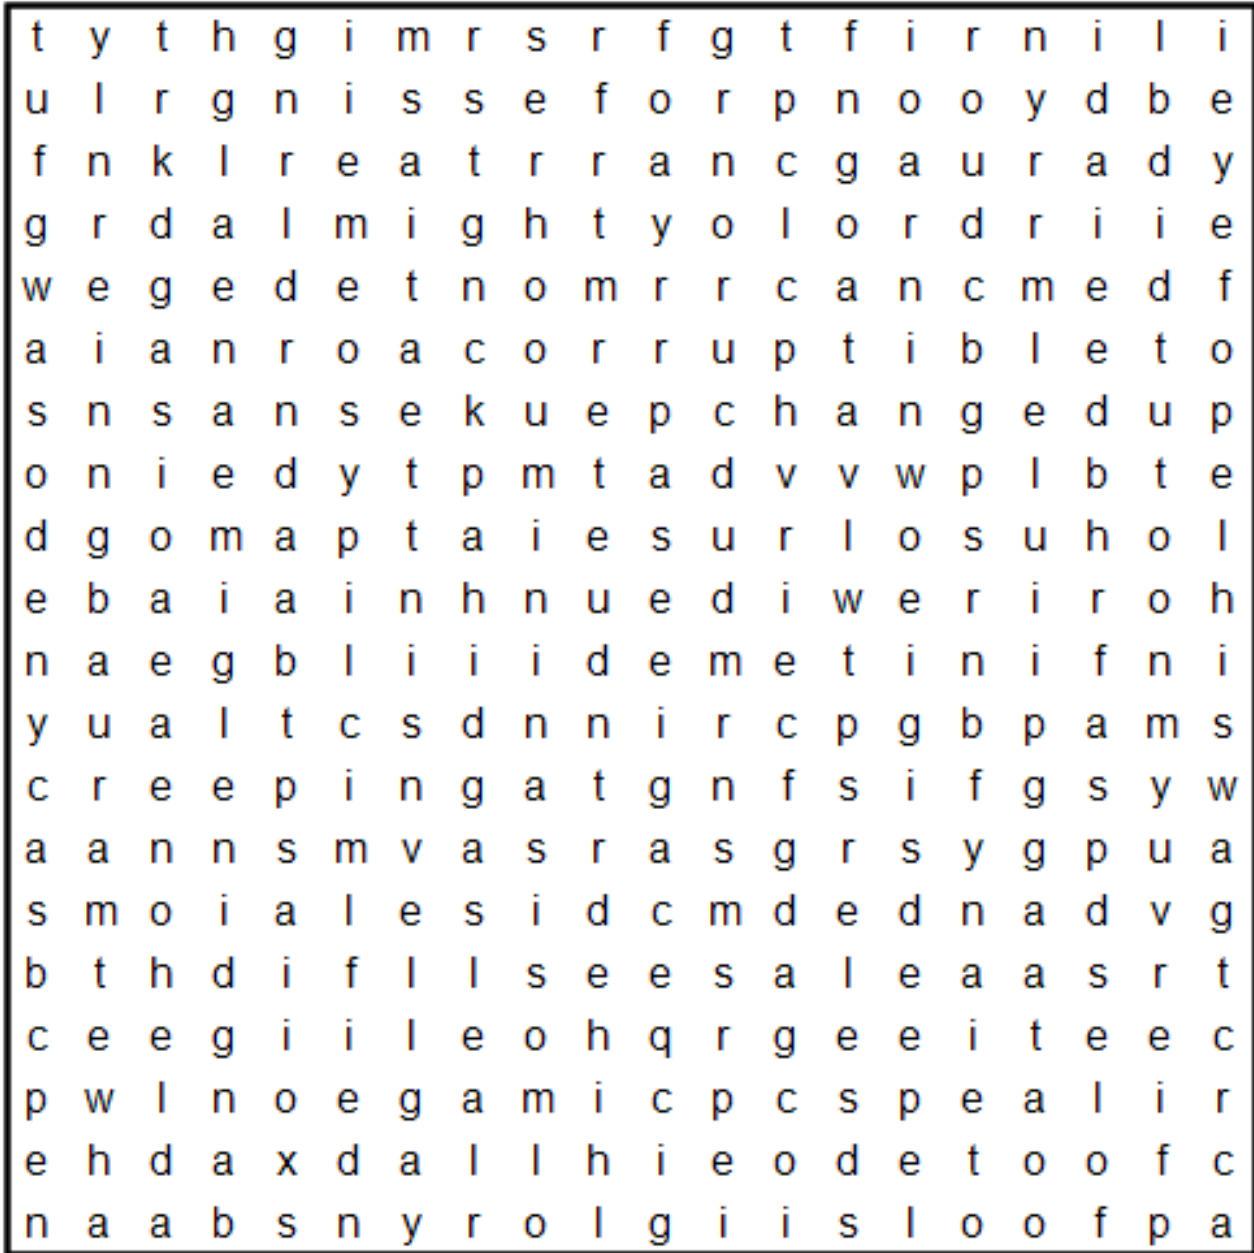 t y t h g i m r s r f g t f i r n i l i
u l r g n i s s e f o r p n o o y d b e
f n k l r e a t r r a n c g a u r a d y
g r d a l m i g h t y o l o r d r i i e
w e g e d e t n o m r r c a n c m e d f
a i a n r o a c o r r u p t i b l e t o
s n s a n s e k u e p c h a n g e d u p
o n i e d y t p m t a d v v w p l b t e
d g o m a p t a i e s u r l o s u h o l
e b a i a i n h n u e d i w e r i r o h
n a e g b l i i i d e m e t i n i f n i
y u a l t c s d n n i r c p g b p a m s
c r e e p i n g a t g n f s i f g s y w
a a n n s m v a s r a s g r s y g p u a
s m o i a l e s i d c m d e d n a d v g
b t h d i f l l s e e s a l e a a s r t
c e e g i i l e o h q r g e e i t e e c
p w l n o e g a m i c p c s p e a l i r
e h d a x d a l l h i e o d e t o o f c
n a a b s n y r o l g i i s l o o f p a